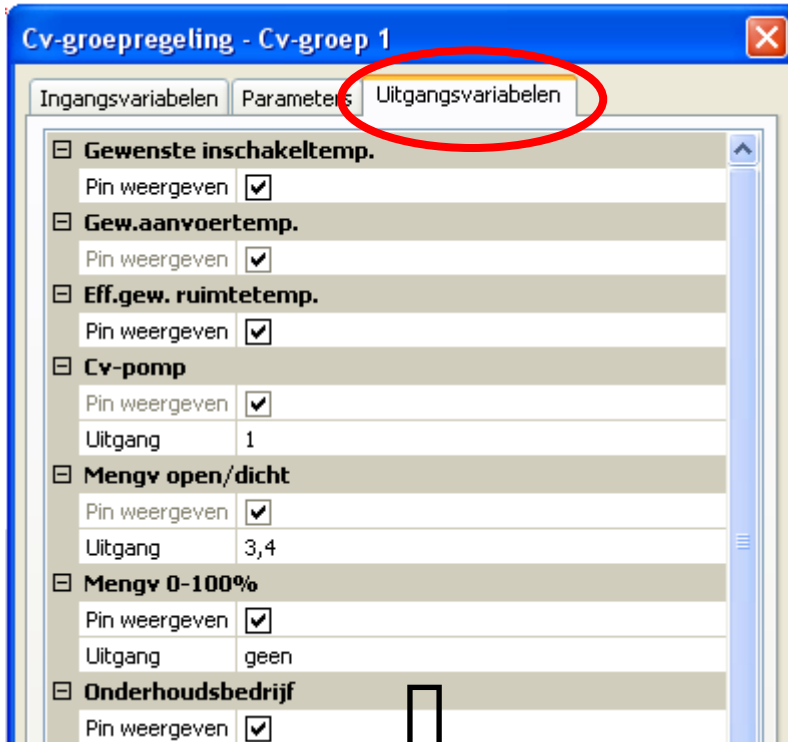 Cv-groepregeling - Cv-groep 1
Ingangsvariabelen Parameters Uitgangsvariabelen
Gewenste inschakeltemp.
Pin weergeven
Gew.aanvoertemp.
Pin weergeven
Eff.gew. ruimtetemp.
Pin weergeven
Cv-pomp
Pin weergeven
Uitgang 1
Mengv open/dicht
Pin weergeven
Uitgang 3,4
Mengv 0-100%
Pin weergeven
Uitgang geen
Onderhoudsbedrijf
Pin weergeven